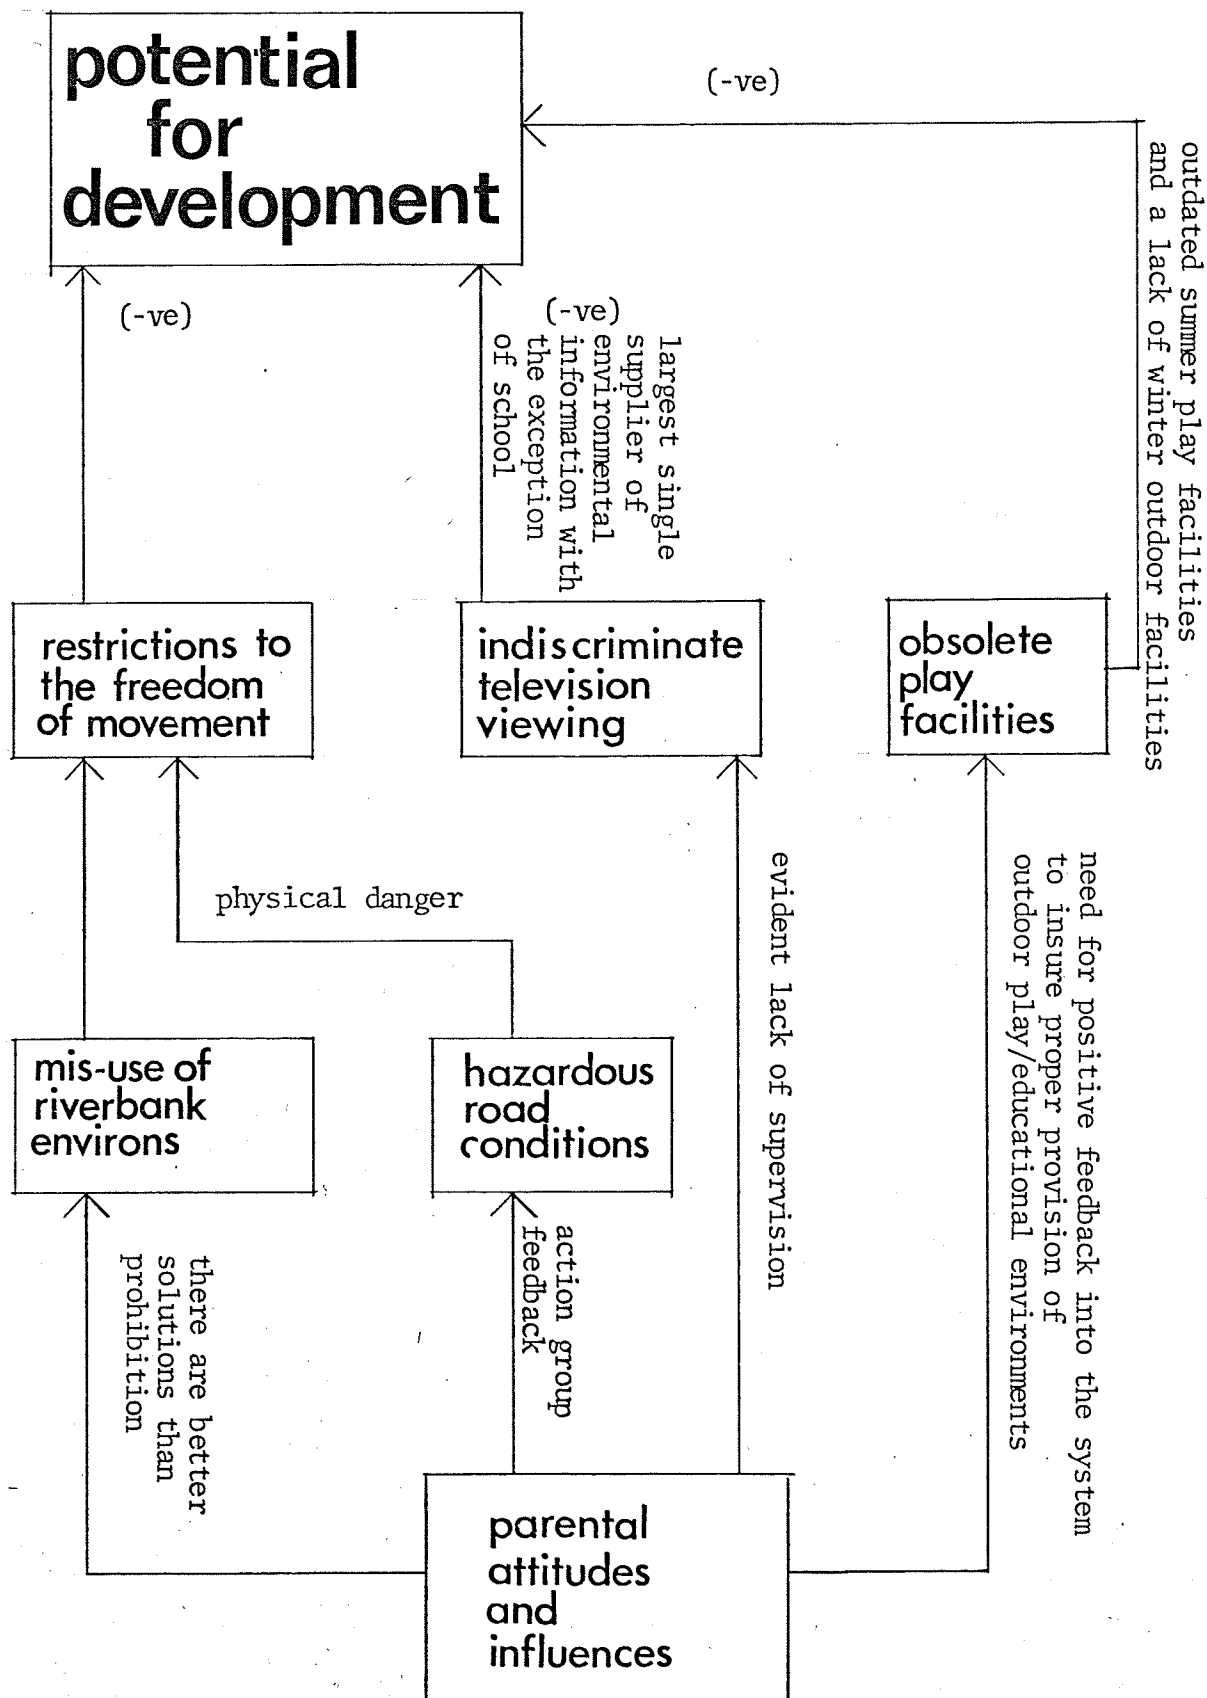 potential
for
development
(-ve)
outdated summer play facilities
and a lack of winter outdoor facilities
(-ve)
(-ve)
largest single
supplier of
environmental
information with
the exception
of school
restrictions to
the freedom
of movement
indiscriminate
television
viewing
obsolete
play
facilities
physical danger
evident lack of supervision
need for positive feedback into the system
to insure proper provision of
outdoor play/educational environments
mis-use of
riverbank
environs
hazardous
road
conditions
there are better
solutions than
prohibition
action group
feedback
parental
attitudes
and
influences